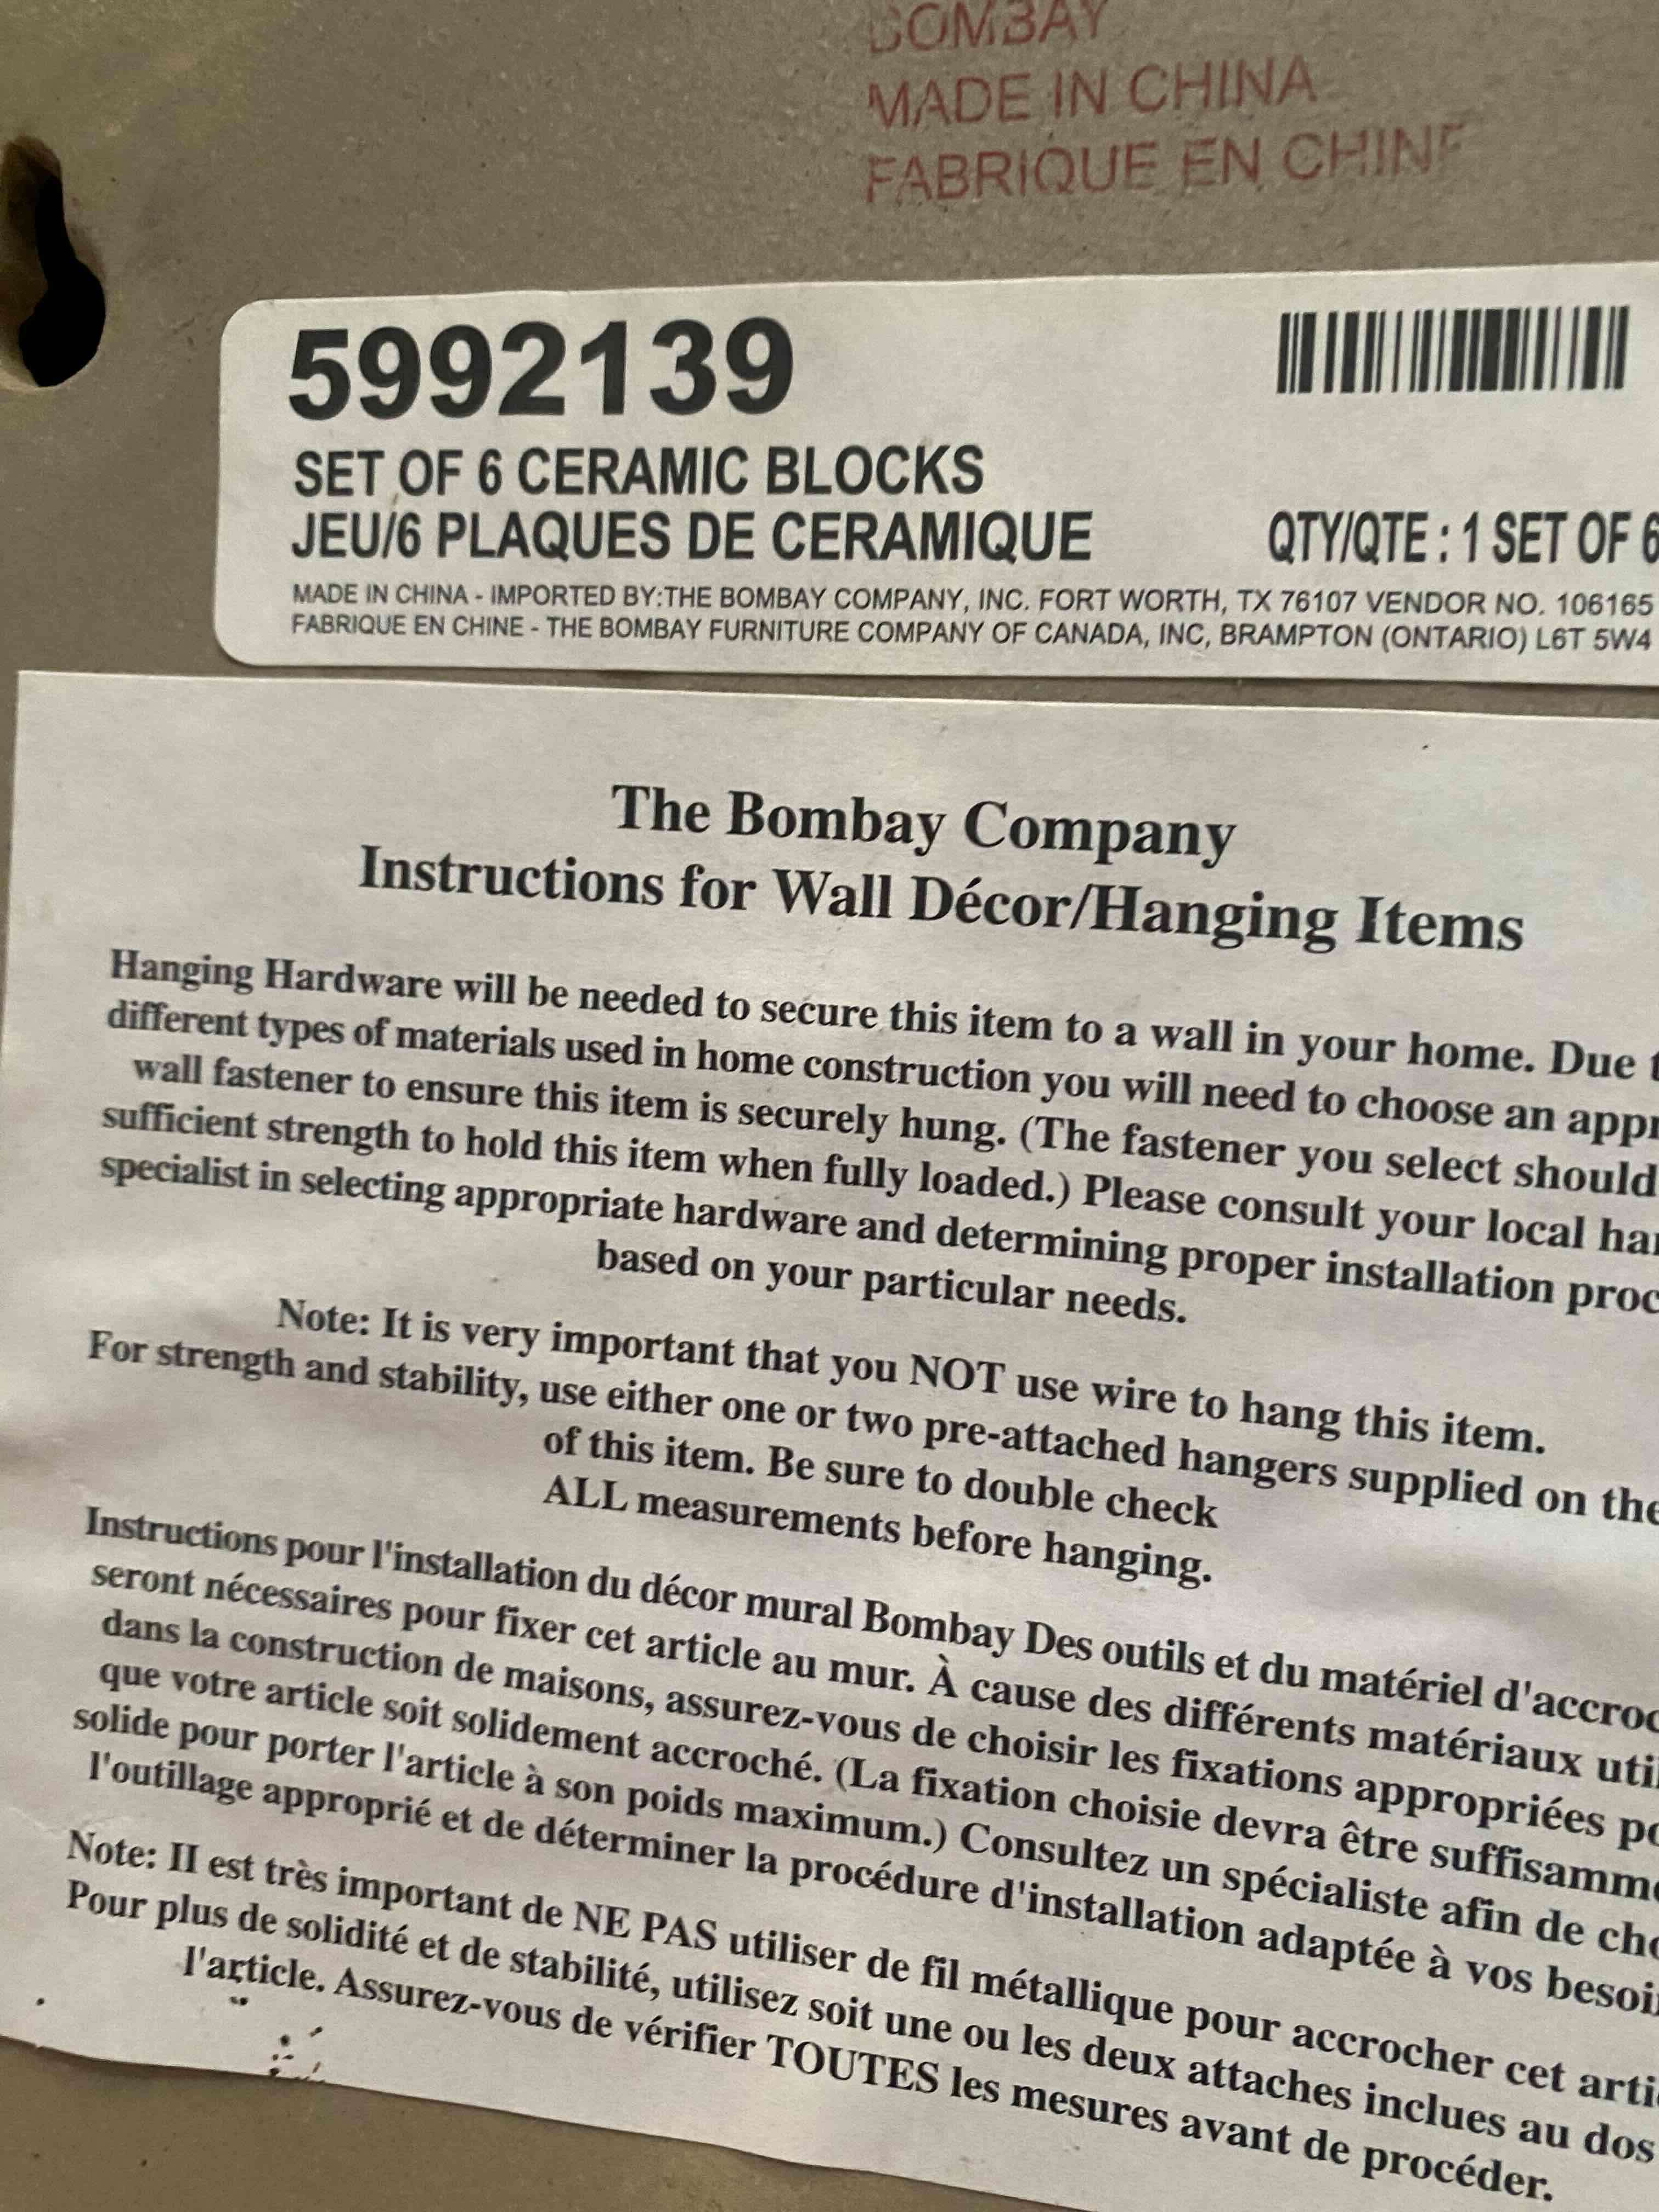 BOMBAY
MADE IN CHINA
FABRIQUE EN CHINE
5992139
SET OF 6 CERAMIC BLOCKS
JEU/6 PLAQUES DE CERAMIQUE
QTY/QTE : 1 SET OF 6
MADE IN CHINA - IMPORTED BY:THE BOMBAY COMPANY, INC. FORT WORTH, TX 76107 VENDOR NO. 106165
FABRIQUE EN CHINE - THE BOMBAY FURNITURE COMPANY OF CANADA, INC, BRAMPTON (ONTARIO) L6T 5W4
The Bombay Company
Instructions for Wall Décor/Hanging Items
Hanging Hardware will be needed to secure this item to a wall in your home. Due
different types of materials used in home construction you will need to choose an appr
wall fastener to ensure this item is securely hung. (The fastener you select should
sufficient strength to hold this item when fully loaded.) Please consult your local har
specialist in selecting appropriate hardware and determining proper installation proc
based on your particular needs.
Note: It is very important that you NOT use wire to hang this item.
For strength and stability, use either one or two pre-attached hangers supplied on the
of this item. Be sure to double check
ALL measurements before hanging.
Instructions pour l'installation du décor mural Bombay Des outils et du matériel d'accroc
seront nécessaires pour fixer cet article au mur. À cause des différents matériaux util
dans la construction de maisons, assurez-vous de choisir les fixations appropriées po
que votre article soit solidement accroché. (La fixation choisie devra être suffisamme
solide pour porter l'article à son poids maximum.) Consultez un spécialiste afin de cho
l'outillage approprié et de déterminer la procédure d'installation adaptée à vos besoin
Note: II est très important de NE PAS utiliser de fil métallique pour accrocher cet arti
Pour plus de solidité et de stabilité, utilisez soit une ou les deux attaches inclues au dos
l'article. Assurez-vous de vérifier TOUTES les mesures avant de procéder.